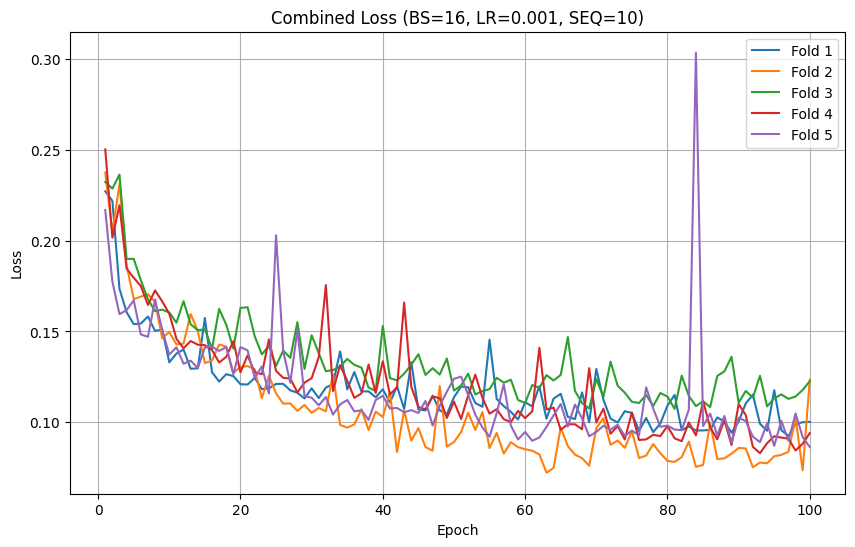 Combined Loss (BS=16, LR=0.001, SEQ=10)
Fold 1
Fold 2
Fold 3
Fold 4
Fold 5
Loss
0.30
0.25
0.20
0.15
0.10
0
20
40
60
80
100
Epoch